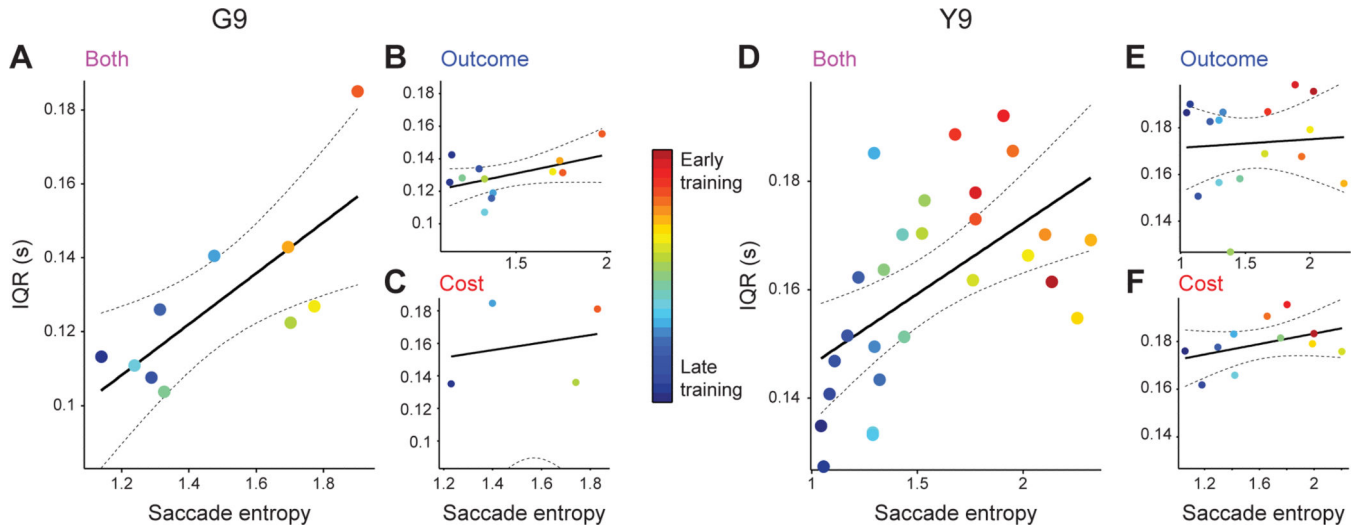 G9
Y9
A Both
B Outcome
D Both
E Outcome
IQR (s)
0.18
0.16
0.14
0.12
0.1
1.2 1.4 1.6 1.8
Saccade entropy
0.18
0.16
0.14
0.12
0.1
1.5 2
C Cost
0.18
0.16
0.14
0.12
0.1
1.4 1.6 1.8
Saccade entropy
Early
training
Late
training
IQR (s)
0.18
0.16
0.14
1 1.5 2
Saccade entropy
0.18
0.16
0.14
1 1.5 2
F Cost
0.18
0.16
0.14
1.2 1.6 2
Saccade entropy